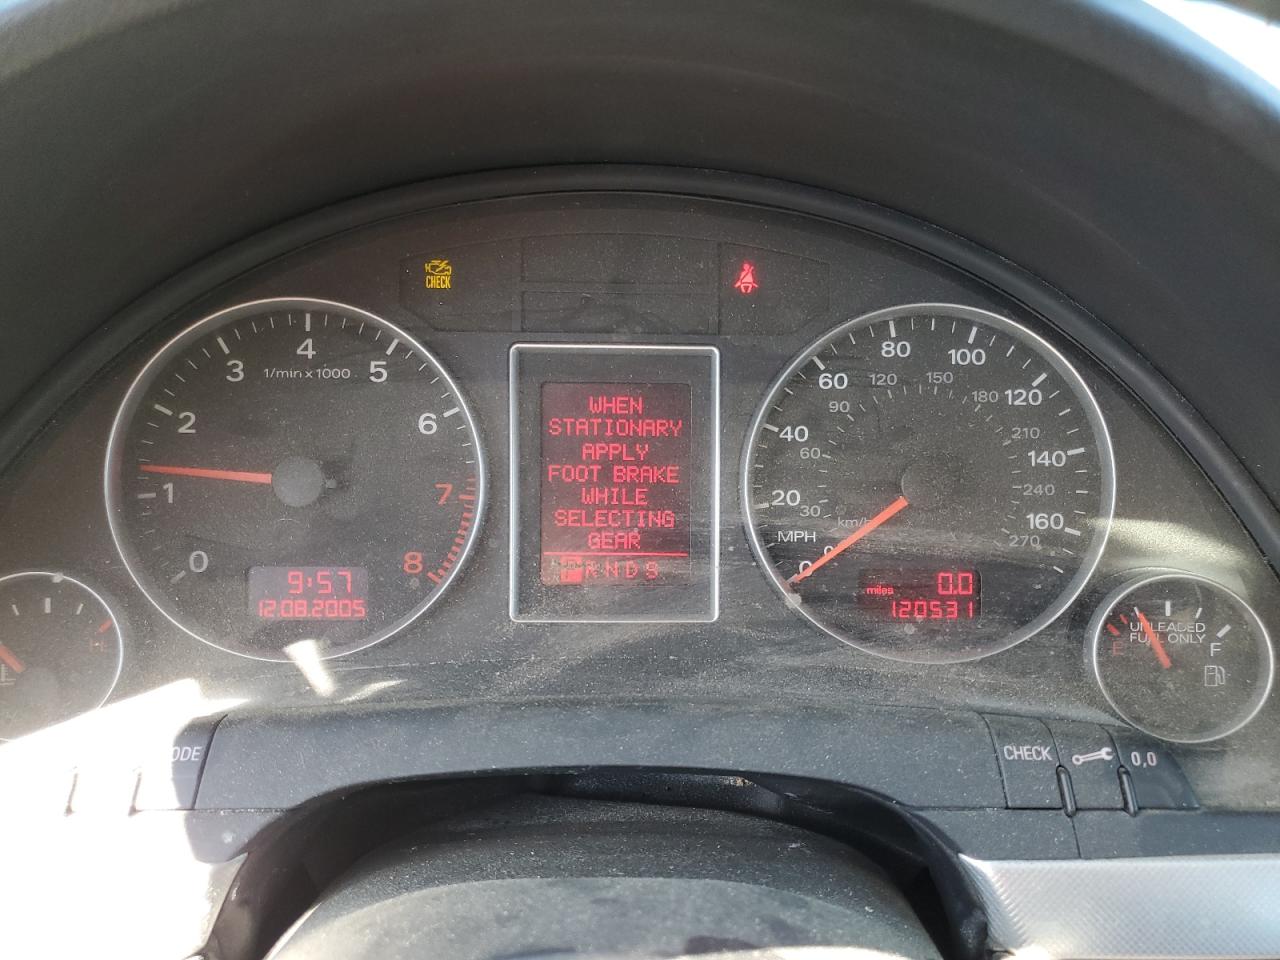 CHECK
0
1
2
3
4
5
6
7
8
1/min x 1000
9:57
12.08.2005
WHEN
STATIONARY
APPLY
FOOT BRAKE
WHILE
SELECTING
GEAR
P R N D S
0
20
40
60
80
100
120
140
160
MPH
0
30
60
90
120
150
180
210
240
270
km/h
miles 0.0
120531
UNLEADED
FUEL ONLY
E F
CHECK
0,0